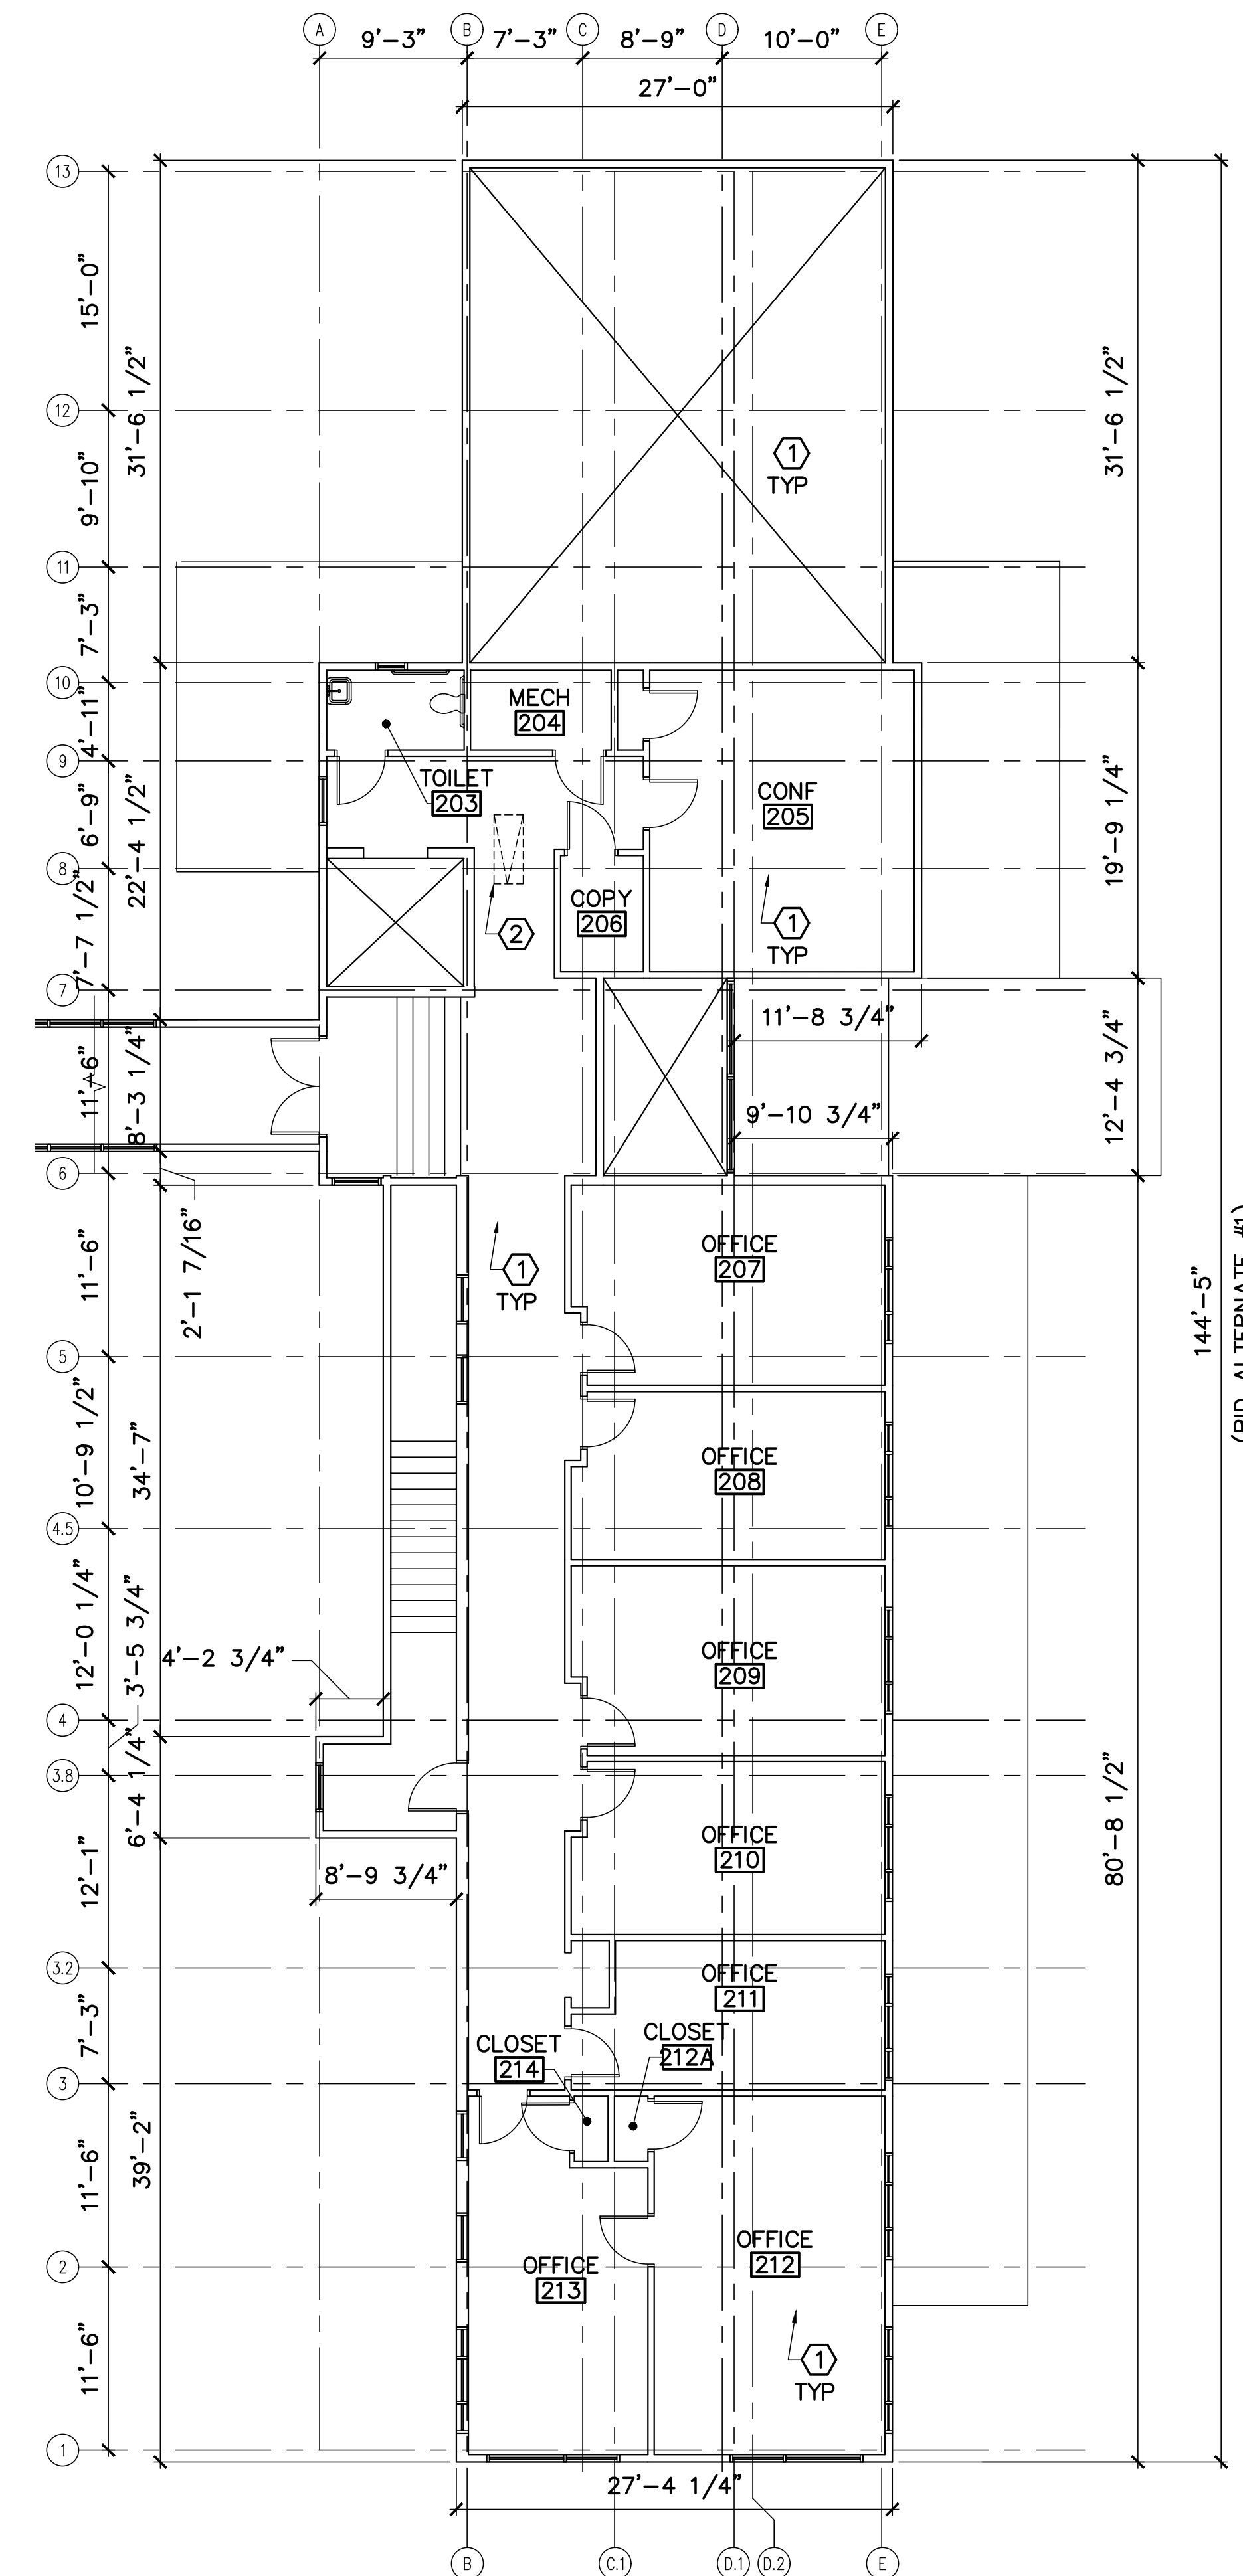 A
B
C
D
E
9'-3"
7'-3"
8'-9"
10'-0"
27'-0"
13
15'-0"
31'-6 1/2"
31'-6 1/2"
12
1
TYP
9'-10"
11
7'-3"
10
4'-11"
MECH
204
9
TOILET
203
CONF
205
6'-9"
22'-4 1/2"
19'-9 1/4"
8
COPY
206
7'-7 1/2"
2
1
TYP
7
11'-8 3/4"
11'-6"
8'-3 1/4"
9'-10 3/4"
12'-4 3/4"
6
2'-1 7/16"
11'-6"
1
TYP
OFFICE
207
144'-5"
(BID ALTERNATE #1)
5
10'-9 1/2"
34'-7"
OFFICE
208
4.5
12'-0 1/4"
3'-5 3/4"
4'-2 3/4"
OFFICE
209
4
6'-4 1/4"
3.8
OFFICE
210
80'-8 1/2"
12'-1"
8'-9 3/4"
3.2
OFFICE
211
7'-3"
CLOSET
214
CLOSET
212A
3
39'-2"
11'-6"
OFFICE
212
2
OFFICE
213
11'-6"
1
TYP
1
27'-4 1/4"
B
C.1
D.1
D.2
E